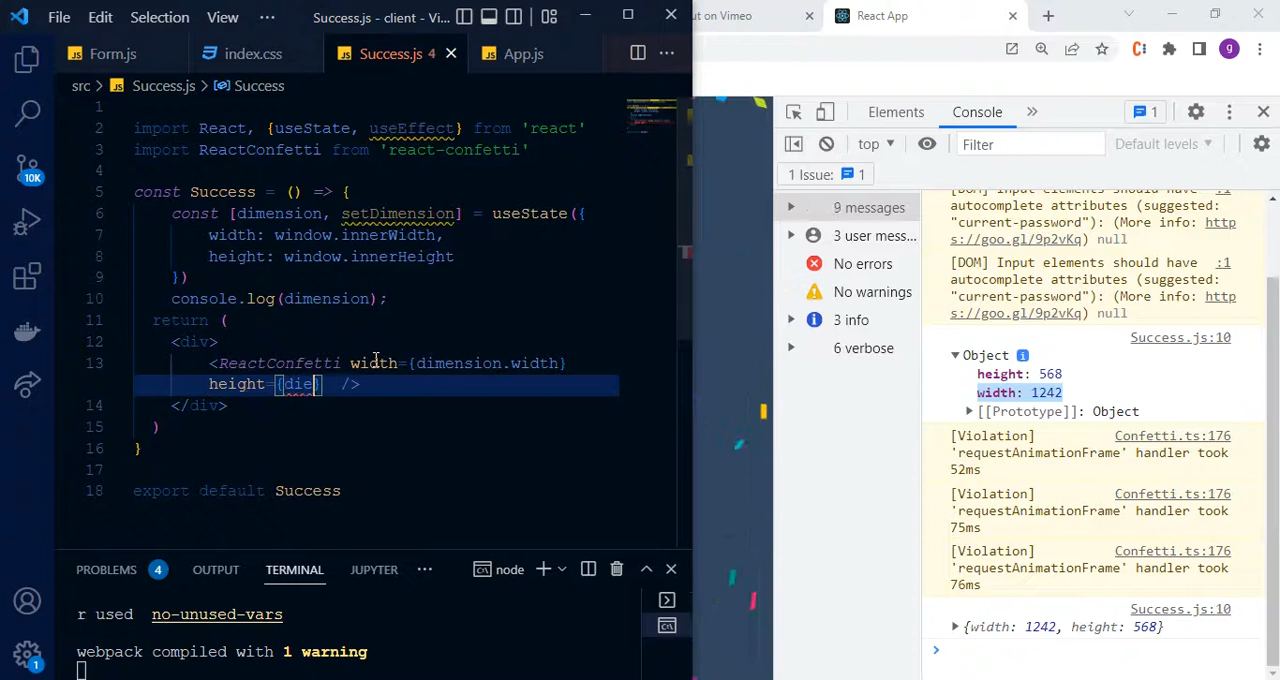 File Edit Selection View ··· Success.js - client - Vi...
Form.js index.css Success.js 4 App.js
src > Success.js > Success
1
2 import React, {useState, useEffect} from 'react'
3 import ReactConfetti from 'react-confetti'
4
5 const Success = () => {
6 const [dimension, setDimension] = useState({
7 width: window.innerWidth,
8 height: window.innerHeight
9 })
10 console.log(dimension);
11 return (
12 <div>
13 <ReactConfetti width={dimension.width}
height={die} />
14 </div>
15 )
16 }
17
18 export default Success
10K
1
PROBLEMS 4 OUTPUT TERMINAL JUPYTER ··· node
r used no-unused-vars
webpack compiled with 1 warning
ut on Vimeo React App
g
Elements Console 1
top Filter Default levels
1 Issue: 1
9 messages
3 user mess...
No errors
No warnings
3 info
6 verbose
[DOM] Input elements should have :1
autocomplete attributes (suggested:
"current-password"): (More info: http
s://goo.gl/9p2vKq) null
[DOM] Input elements should have :1
autocomplete attributes (suggested:
"current-password"): (More info: http
s://goo.gl/9p2vKq) null
Success.js:10
Object i
height: 568
width: 1242
[[Prototype]]: Object
[Violation] Confetti.ts:176
'requestAnimationFrame' handler took
52ms
[Violation] Confetti.ts:176
'requestAnimationFrame' handler took
75ms
[Violation] Confetti.ts:176
'requestAnimationFrame' handler took
76ms
Success.js:10
{width: 1242, height: 568}